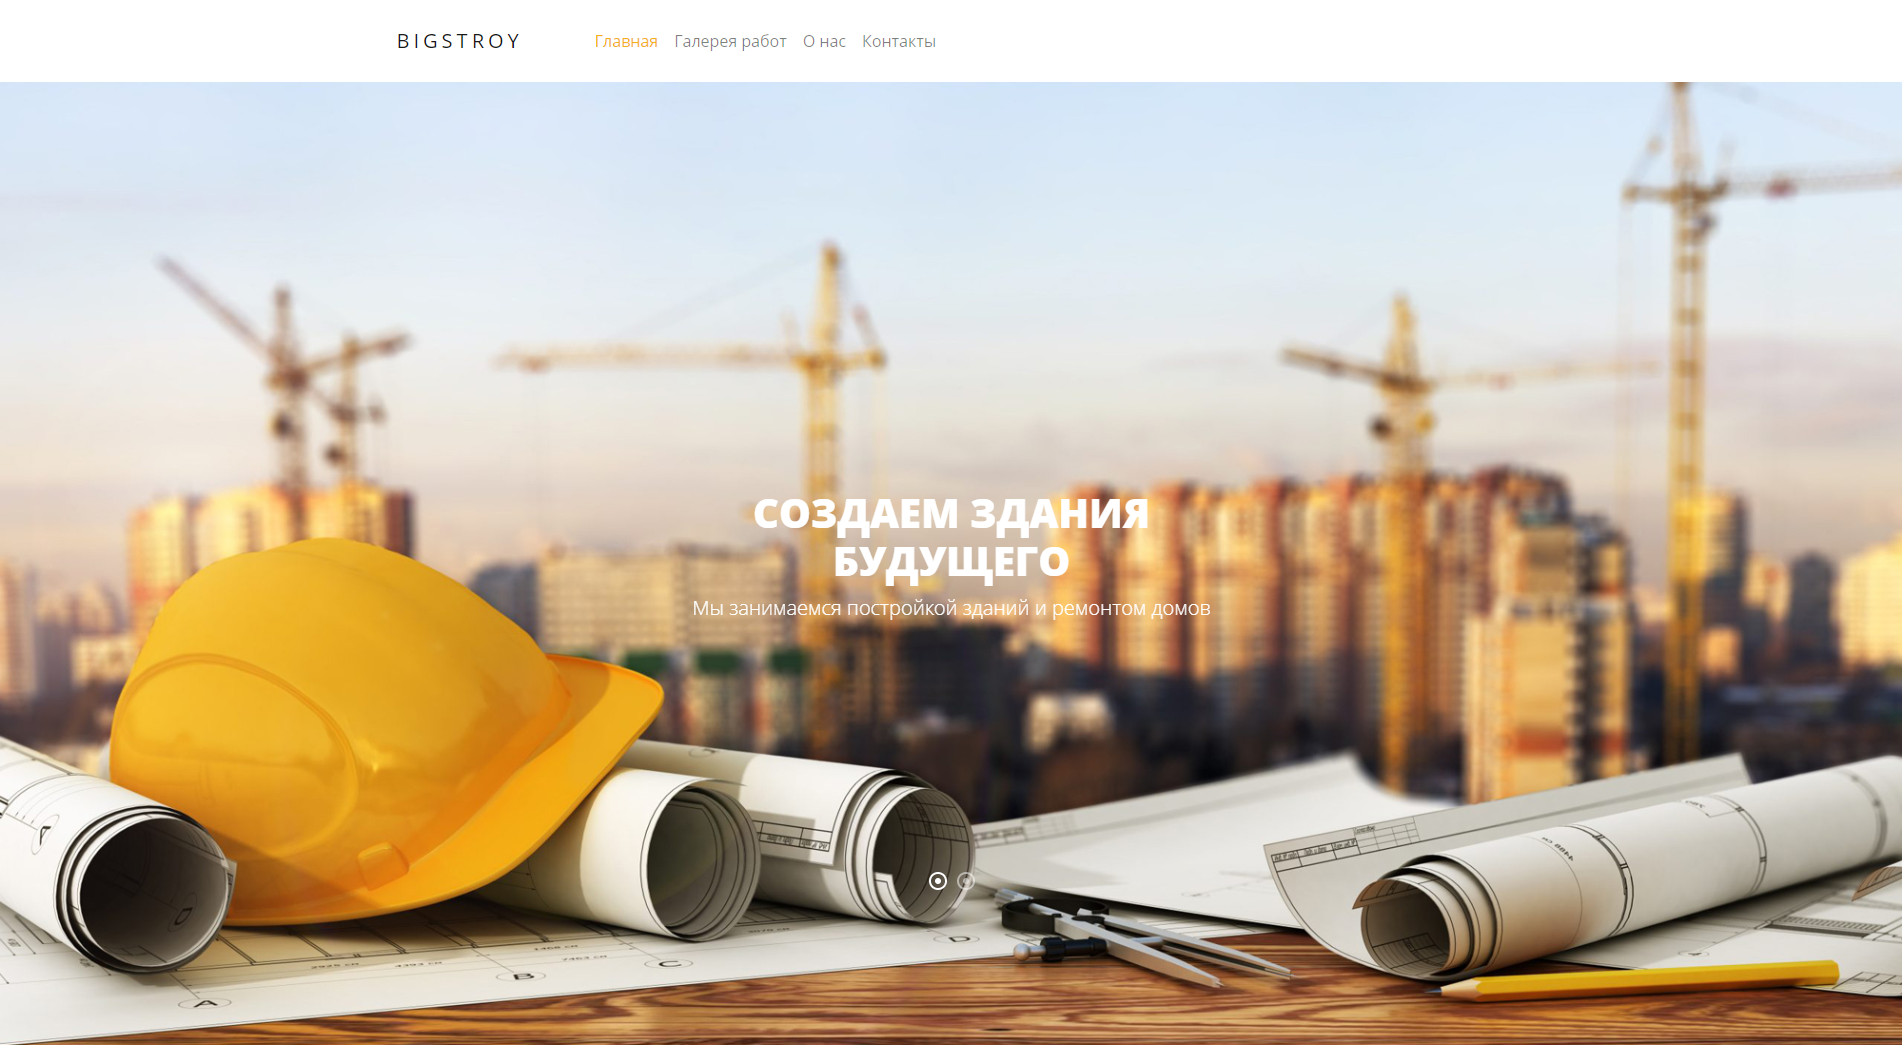 BIGSTROY
Главная Галерея работ О нас Контакты
СОЗДАЕМ ЗДАНИЯ
БУДУЩЕГО
Мы занимаемся постройкой зданий и ремонтом домов
A
B
C
D